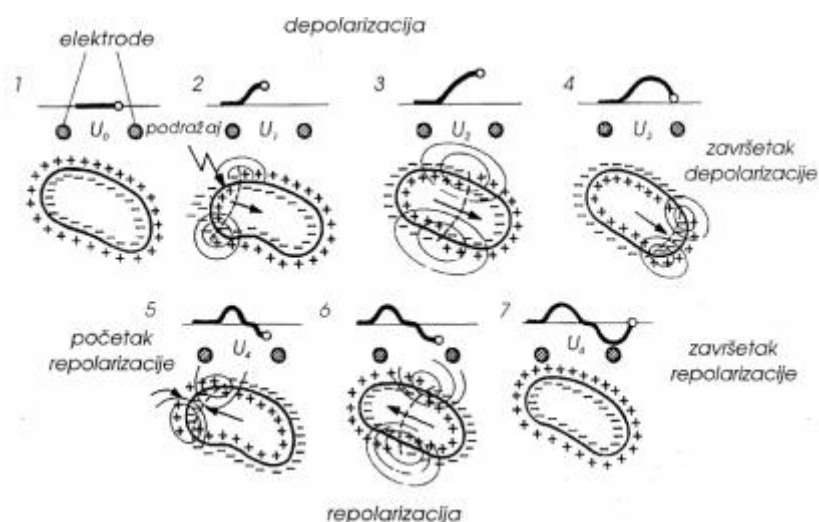 depolarizacija
elektrode
1
2
3
4
U₀
podražaj
U₁
U₂
U₃
završetak
depolarizacije
5
6
7
početak
repolarizacije
U₄
U₆
završetak
repolarizacije
repolarizacija